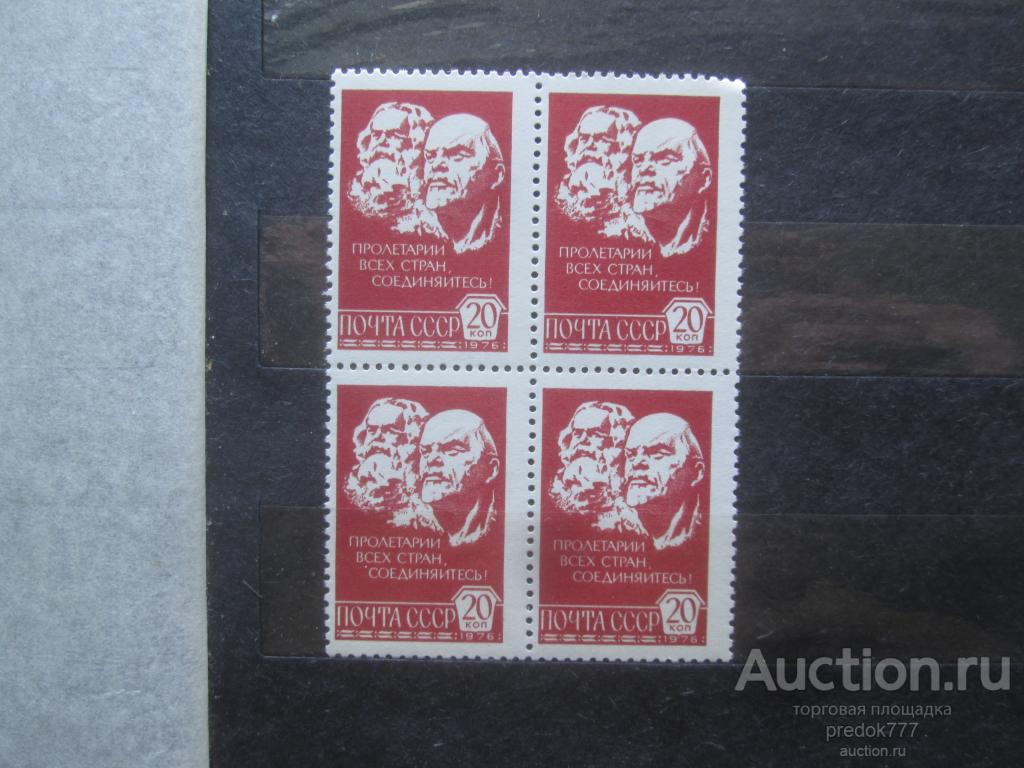 ПРОЛЕТАРИИ
ВСЕХ СТРАН,
СОЕДИНЯЙТЕСЬ!
ПОЧТА СССР 20 КОП
1976
ПРОЛЕТАРИИ
ВСЕХ СТРАН,
СОЕДИНЯЙТЕСЬ!
ПОЧТА СССР 20 КОП
1976
ПРОЛЕТАРИИ
ВСЕХ СТРАН,
СОЕДИНЯЙТЕСЬ!
ПОЧТА СССР 20 КОП
1976
ПРОЛЕТАРИИ
ВСЕХ СТРАН,
СОЕДИНЯЙТЕСЬ!
ПОЧТА СССР 20 КОП
1976
Auction.ru
торговая площадка
predok777
auction.ru